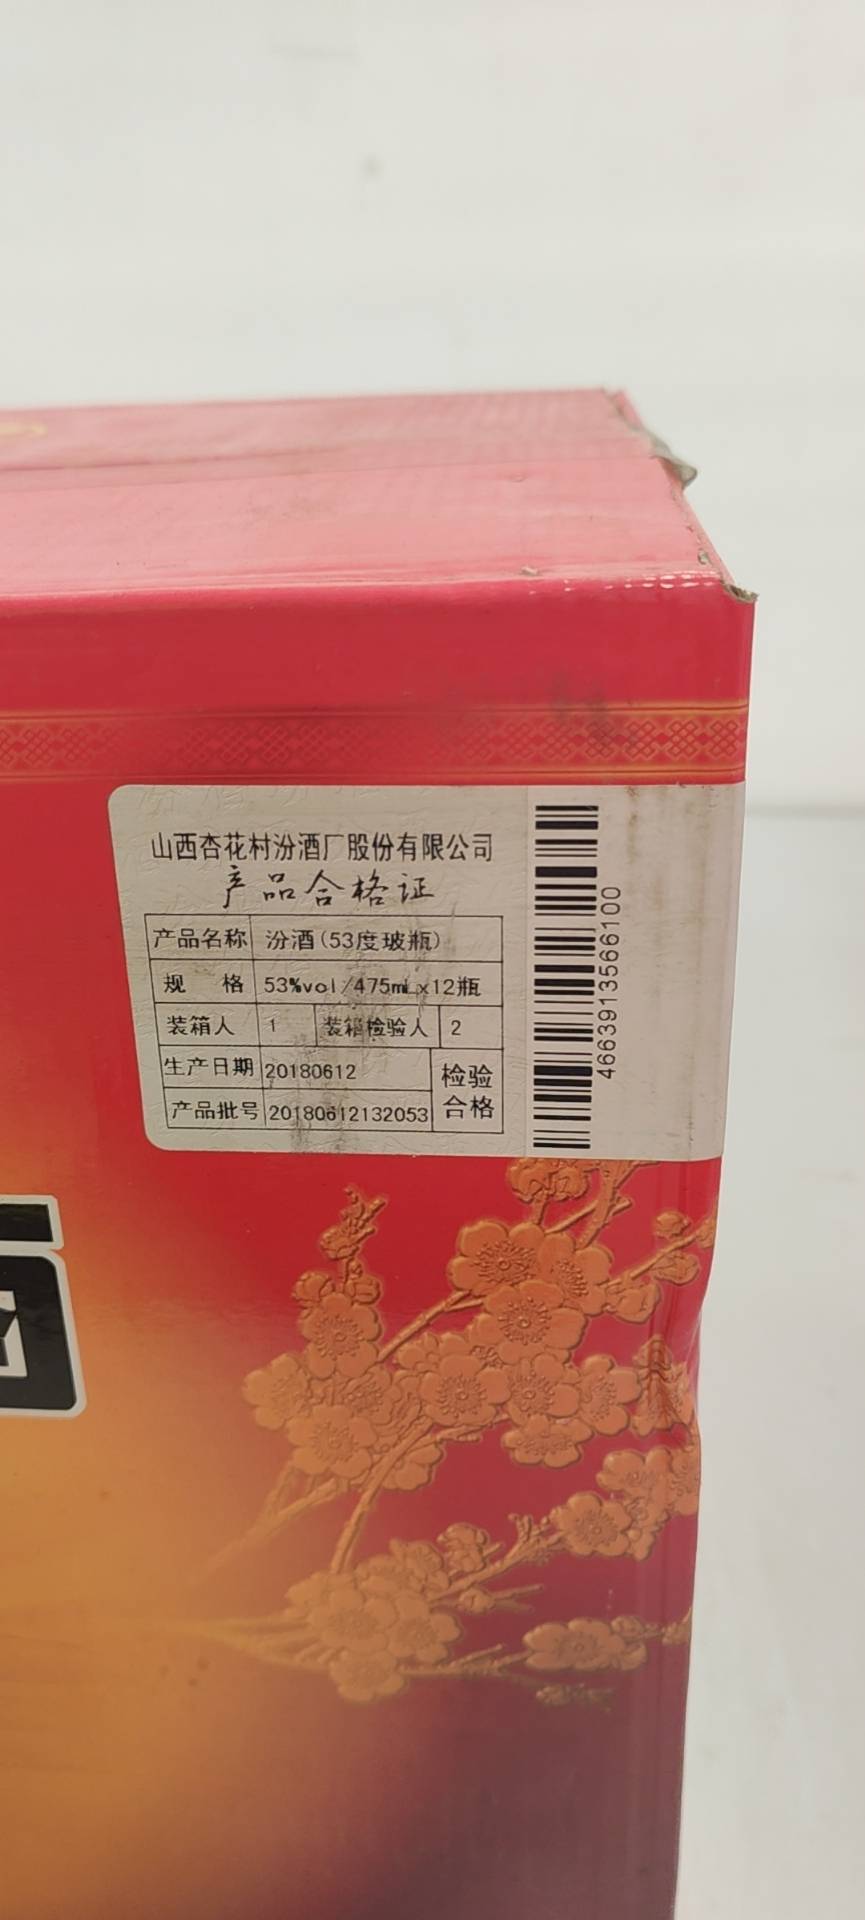 山西杏花村汾酒厂股份有限公司
产品合格证
产品名称 汾酒(53度玻瓶)
规 格 53%vol/475mL×12瓶
装箱人 1 装箱检验人 2
生产日期 20180612 检验
产品批号 20180612132053 合格
4663913566100